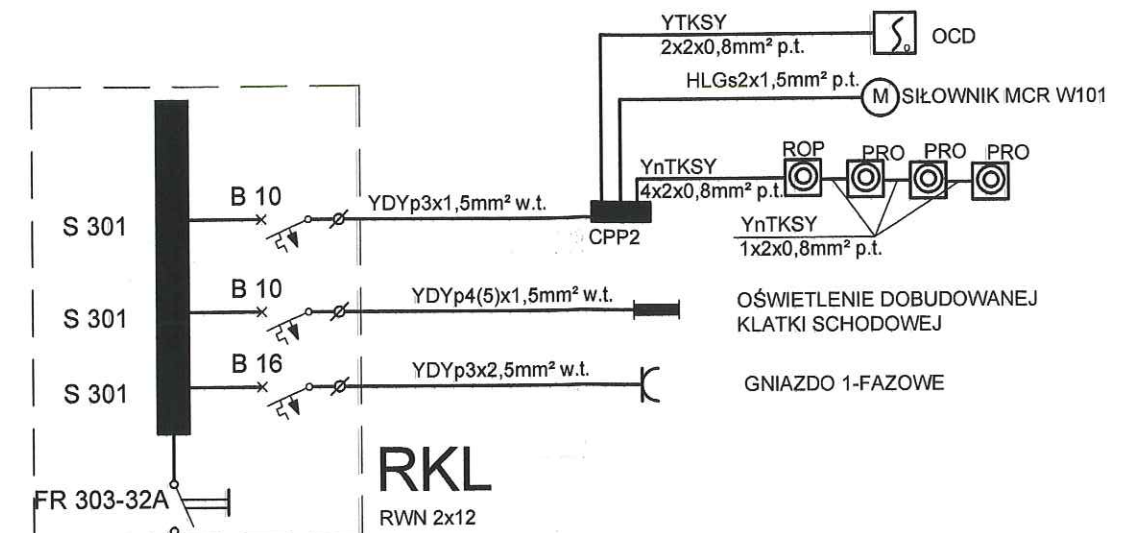 YTKSY
2x2x0,8mm² p.t.
OCD
HLGs2x1,5mm² p.t.
M
SIŁOWNIK MCR W101
ROP
PRO
PRO
PRO
YnTKSY
4x2x0,8mm² p.t.
B 10
YDYp3x1,5mm² w.t.
S 301
CPP2
YnTKSY
1x2x0,8mm² p.t.
B 10
YDYp4(5)x1,5mm² w.t.
S 301
OŚWIETLENIE DOBUDOWANEJ
KLATKI SCHODOWEJ
B 16
YDYp3x2,5mm² w.t.
S 301
GNIAZDO 1-FAZOWE
RKL
FR 303-32A
RWN 2x12